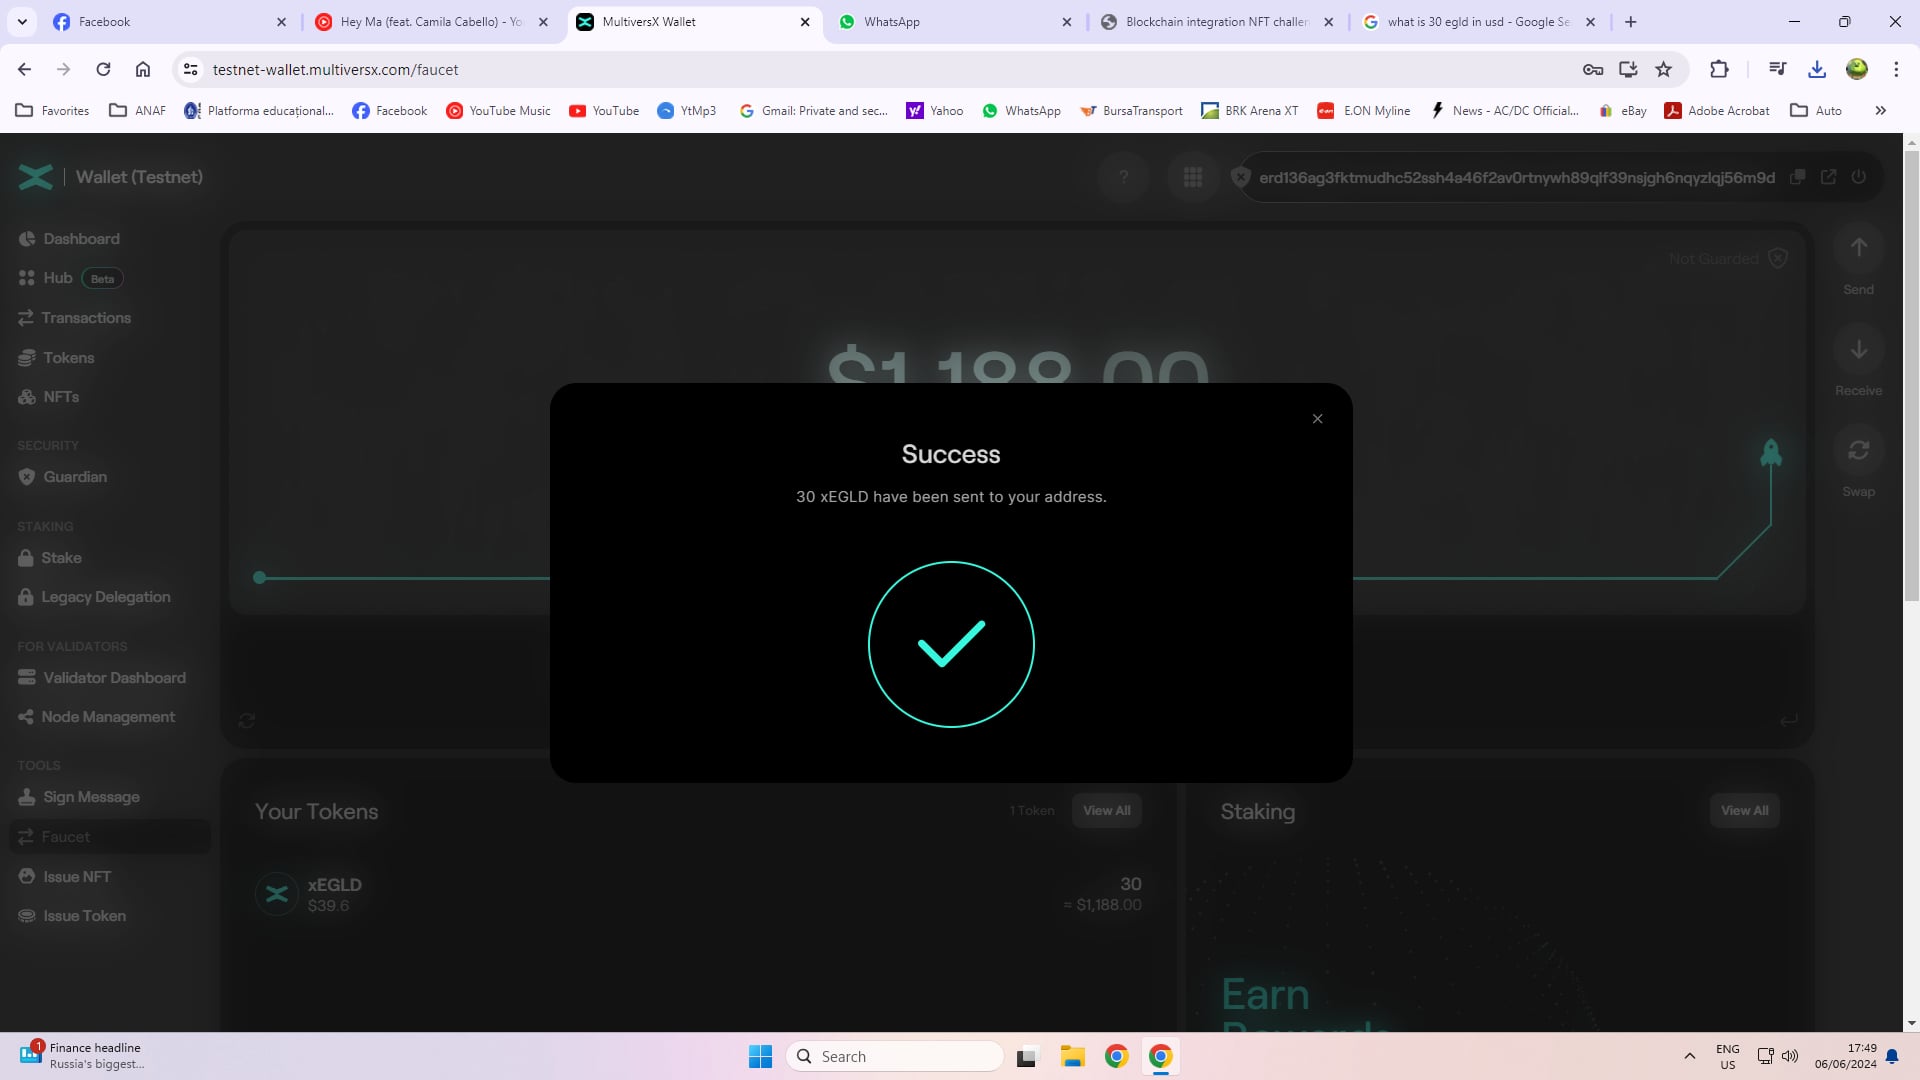 Facebook
Hey Ma (feat. Camila Cabello) - Yo
MultiversX Wallet
WhatsApp
Blockchain integration NFT challen
what is 30 egld in usd - Google Se
testnet-wallet.multiversx.com/faucet
Favorites
ANAF
Platforma educațional...
Facebook
YouTube Music
YouTube
YtMp3
Gmail: Private and sec...
Yahoo
WhatsApp
BursaTransport
BRK Arena XT
E.ON Myline
News - AC/DC Official...
eBay
Adobe Acrobat
Auto
»
Wallet (Testnet)
?
erd136ag3fktmudhc52ssh4a46f2av0rtnywh89qlf39nsjgh6nqyzlqj56m9d
Dashboard
Hub Beta
Transactions
Tokens
NFTs
SECURITY
Guardian
STAKING
Stake
Legacy Delegation
FOR VALIDATORS
Validator Dashboard
Node Management
TOOLS
Sign Message
Faucet
Issue NFT
Issue Token
Not Guarded
$1,188.00
Send
Receive
Swap
Success
30 xEGLD have been sent to your address.
Your Tokens
1 Token
View All
xEGLD
30
$39.6
≈ $1,188.00
Staking
View All
Earn
Rewards
1
Finance headline
Russia's biggest...
Search
ENG
US
17:49
06/06/2024